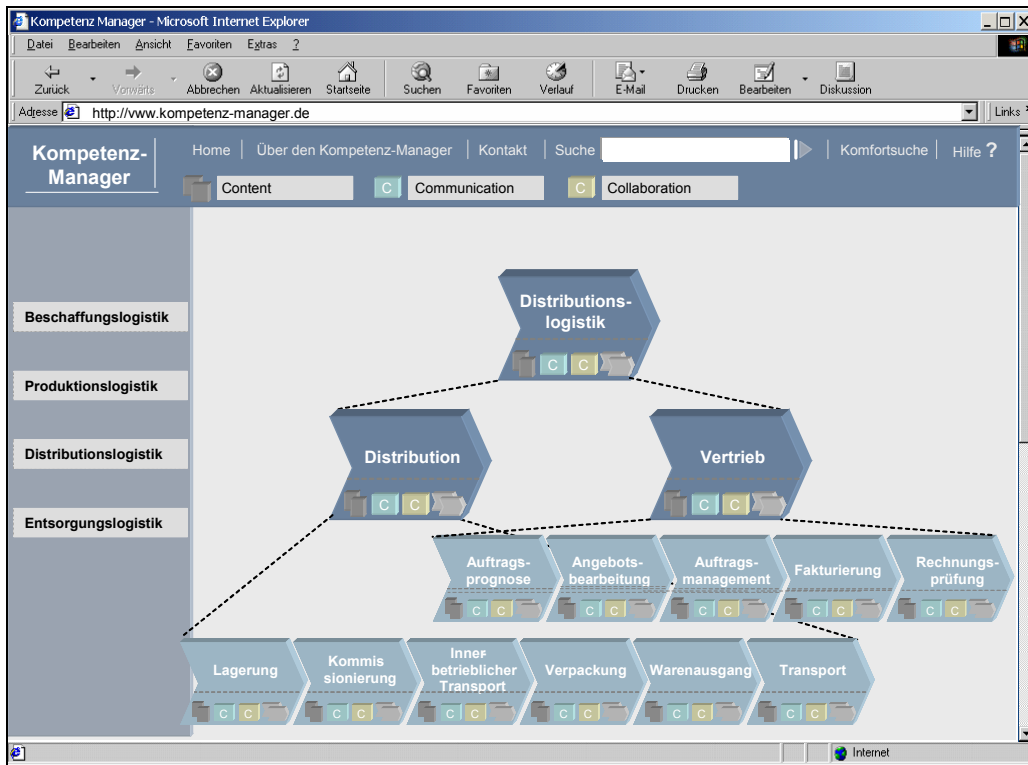 Kompetenz Manager - Microsoft Internet Explorer
Datei Bearbeiten Ansicht Favoriten Extras ?
Zurück Vorwärts Abbrechen Aktualisieren Startseite Suchen Favoriten Verlauf E-Mail Drucken Bearbeiten Diskussion
Adresse http://www.kompetenz-manager.de Links
Kompetenz-
Manager
Home | Über den Kompetenz-Manager | Kontakt | Suche | Komfortsuche | Hilfe ?
Content C Communication C Collaboration
Beschaffungslogistik
Produktionslogistik
Distributionslogistik
Entsorgungslogistik
Distributions-
logistik
C C
Distribution
C C
Vertrieb
C C
Auftrags-
prognose
C C
Angebots-
bearbeitung
C C
Auftrags-
management
C C
Fakturierung
C C
Rechnungs-
prüfung
C C
Lagerung
C C
Kommis
sionierung
C C
Inner-
betrieblicher
Transport
C C
Verpackung
C C
Warenausgang
C C
Transport
C C
Internet